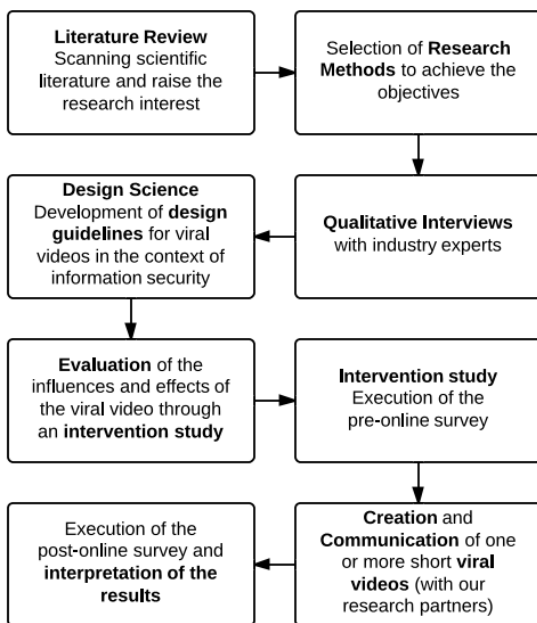 Literature Review
Scanning scientific
literature and raise the
research interest
Selection of Research
Methods to achieve the
objectives
Qualitative Interviews
with industry experts
Design Science
Development of design
guidelines for viral
videos in the context of
information security
Evaluation of the
influences and effects of
the viral video through
an intervention study
Intervention study
Execution of the
pre-online survey
Creation and
Communication of one
or more short viral
videos (with our
research partners)
Execution of the
post-online survey and
interpretation of the
results